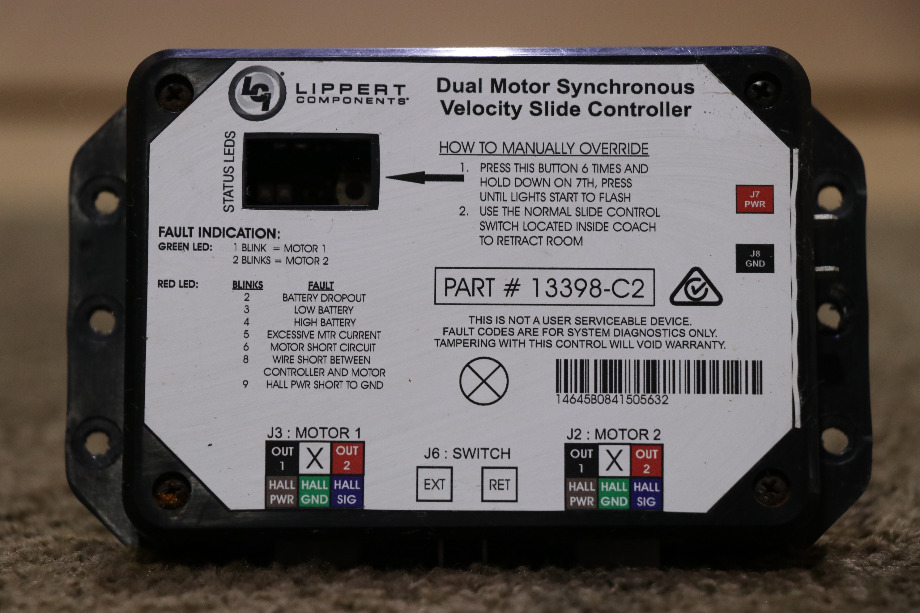 LCI
LIPPERT
COMPONENTS®
Dual Motor Synchronous
Velocity Slide Controller
STATUS LEDS
HOW TO MANUALLY OVERRIDE
1. PRESS THIS BUTTON 6 TIMES AND
HOLD DOWN ON 7TH, PRESS
UNTIL LIGHTS START TO FLASH
2. USE THE NORMAL SLIDE CONTROL
SWITCH LOCATED INSIDE COACH
TO RETRACT ROOM
J7
PWR
J8
GND
FAULT INDICATION:
GREEN LED: 1 BLINK = MOTOR 1
2 BLINKS = MOTOR 2
RED LED: BLINKS FAULT
2 BATTERY DROPOUT
3 LOW BATTERY
4 HIGH BATTERY
5 EXCESSIVE MTR CURRENT
6 MOTOR SHORT CIRCUIT
8 WIRE SHORT BETWEEN
CONTROLLER AND MOTOR
9 HALL PWR SHORT TO GND
PART # 13398-C2
THIS IS NOT A USER SERVICEABLE DEVICE.
FAULT CODES ARE FOR SYSTEM DIAGNOSTICS ONLY.
TAMPERING WITH THIS CONTROL WILL VOID WARRANTY.
14645B0841505632
J3 : MOTOR 1
OUT 1 X OUT 2
HALL PWR HALL GND HALL SIG
J6 : SWITCH
EXT RET
J2 : MOTOR 2
OUT 1 X OUT 2
HALL PWR HALL GND HALL SIG